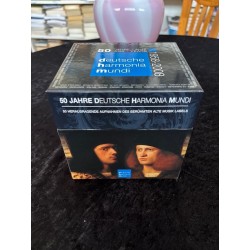 50
1958-2008
deutsche
harmonia
mundi
50 JAHRE DEUTSCHE HARMONIA MUNDI
50 HERAUSRAGENDE AUFNAHMEN DES BERÜHMTEN ALTE MUSIK LABELS